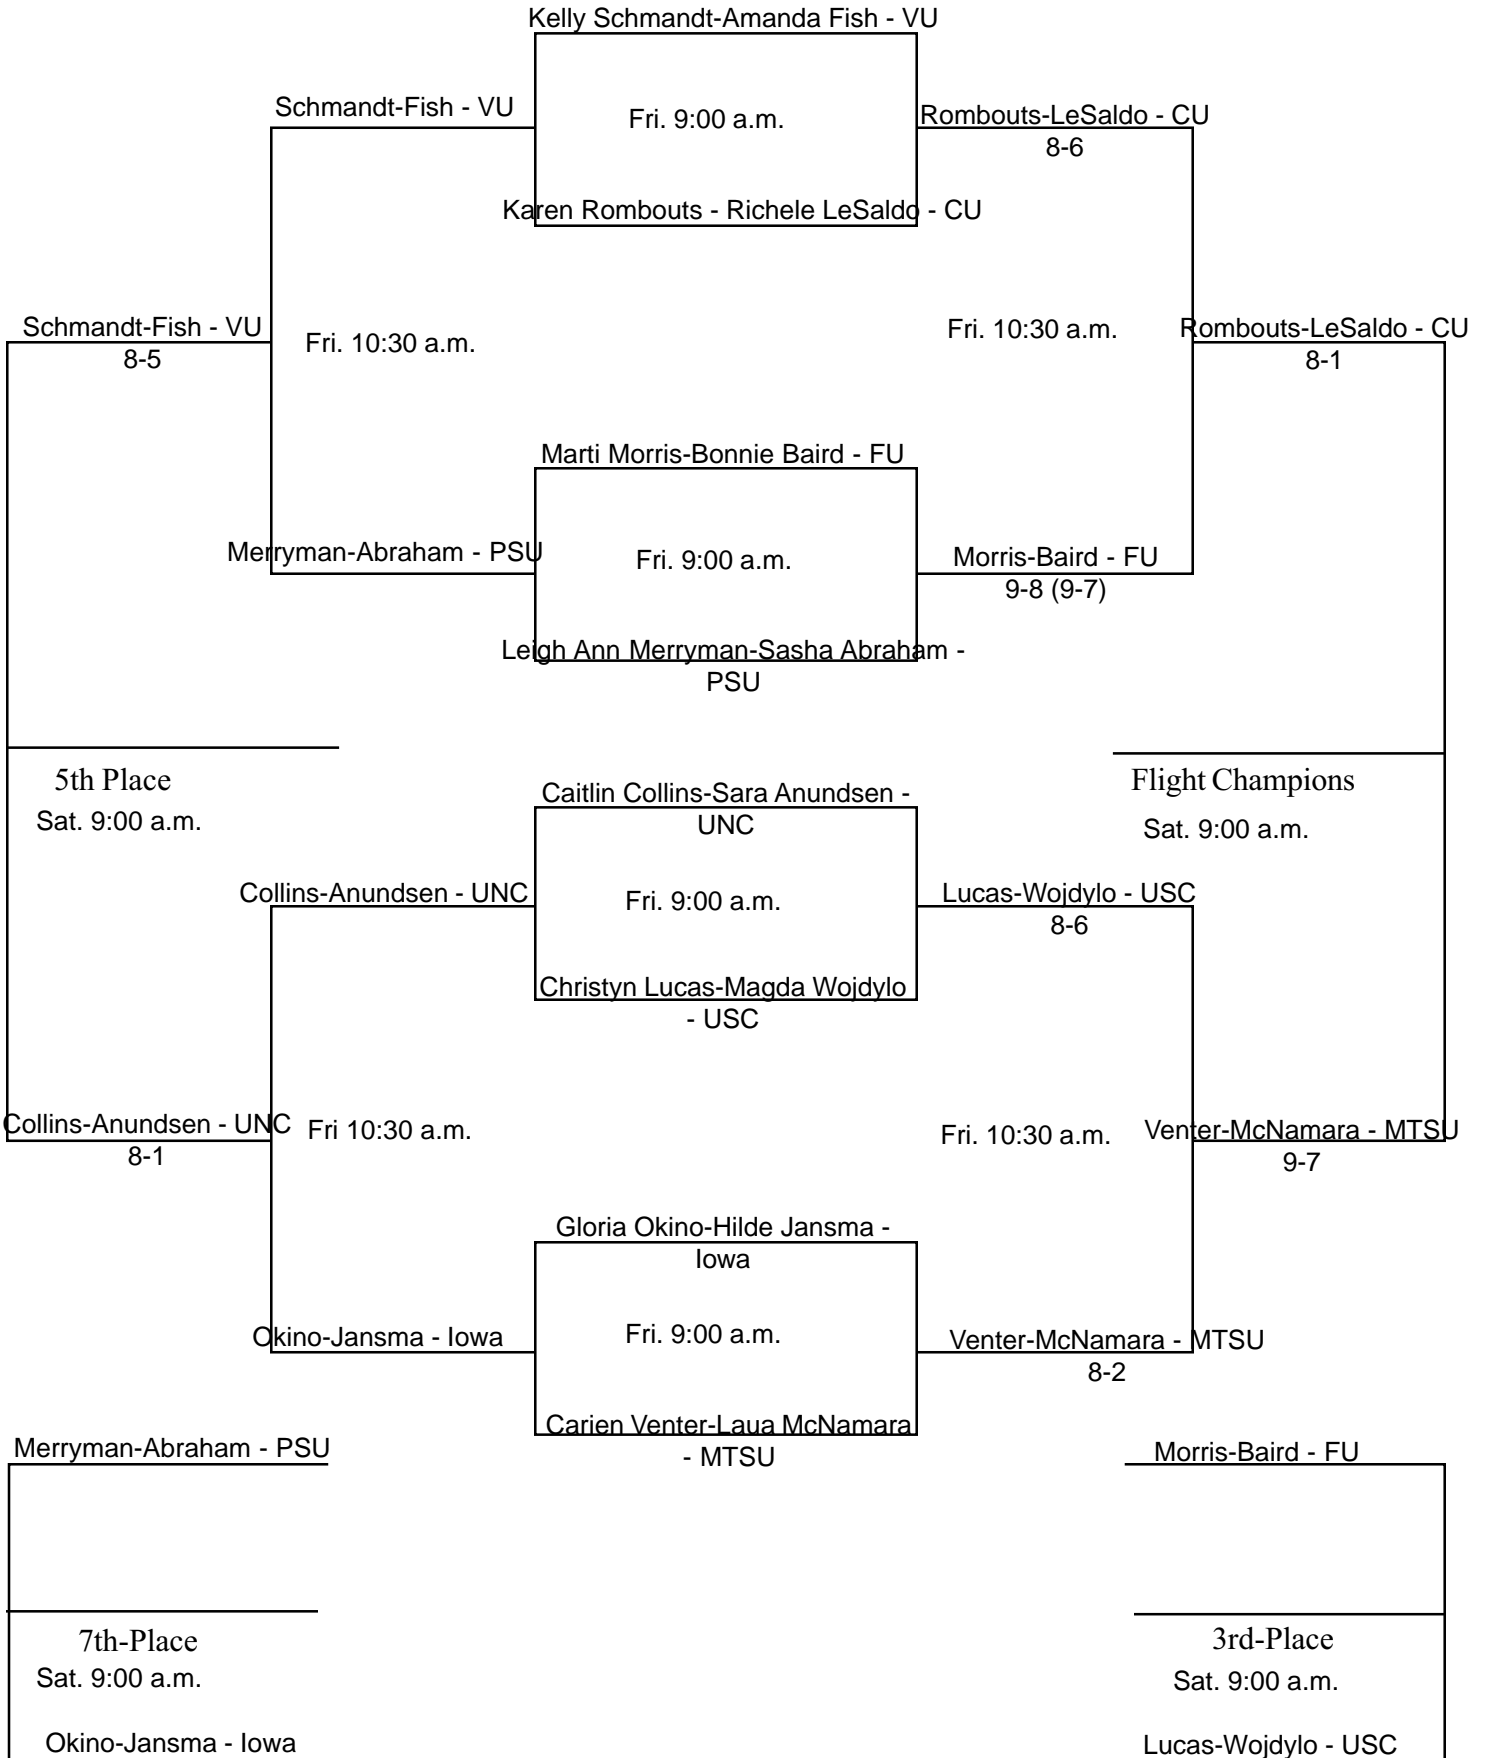 Kelly Schmandt-Amanda Fish - VU
Schmandt-Fish - VU
Fri. 9:00 a.m.
Rombouts-LeSaldo - CU
8-6
Karen Rombouts - Richele LeSaldo - CU
Schmandt-Fish - VU
8-5
Fri. 10:30 a.m.
Fri. 10:30 a.m.
Rombouts-LeSaldo - CU
8-1
Marti Morris-Bonnie Baird - FU
Merryman-Abraham - PSU
Fri. 9:00 a.m.
Morris-Baird - FU
9-8 (9-7)
Leigh Ann Merryman-Sasha Abraham -
PSU
5th Place
Sat. 9:00 a.m.
Flight Champions
Sat. 9:00 a.m.
Caitlin Collins-Sara Anundsen -
UNC
Collins-Anundsen - UNC
Fri. 9:00 a.m.
Lucas-Wojdylo - USC
8-6
Christyn Lucas-Magda Wojdylo
- USC
Collins-Anundsen - UNC
8-1
Fri 10:30 a.m.
Fri. 10:30 a.m.
Venter-McNamara - MTSU
9-7
Gloria Okino-Hilde Jansma -
Iowa
Okino-Jansma - Iowa
Fri. 9:00 a.m.
Venter-McNamara - MTSU
8-2
Carien Venter-Laua McNamara
- MTSU
Merryman-Abraham - PSU
Morris-Baird - FU
7th-Place
Sat. 9:00 a.m.
3rd-Place
Sat. 9:00 a.m.
Okino-Jansma - Iowa
Lucas-Wojdylo - USC